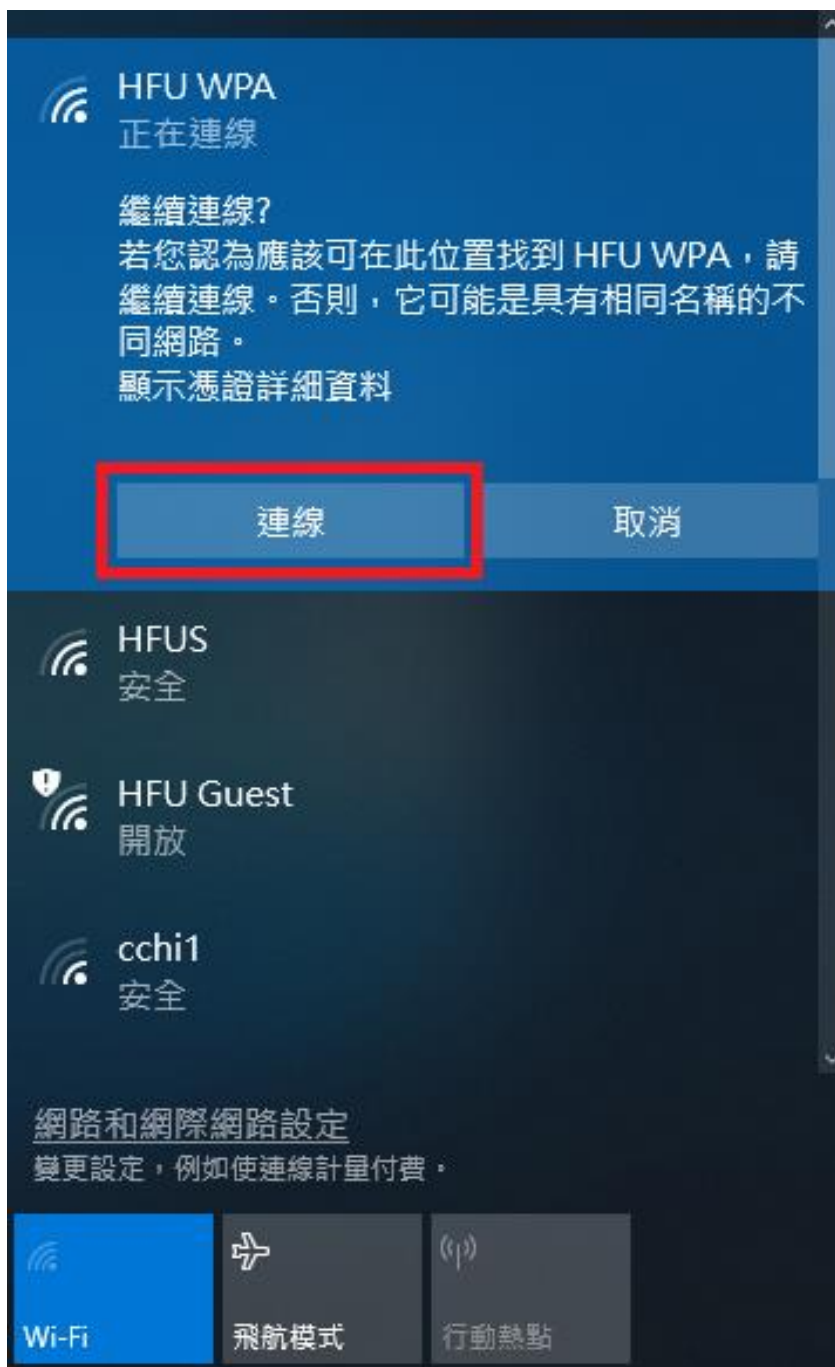 HFU WPA
正在連線
繼續連線?
若您認為應該可在此位置找到 HFU WPA，請
繼續連線。否則，它可能是具有相同名稱的不
同網路。
顯示憑證詳細資料
連線
取消
HFUS
安全
HFU Guest
開放
cchi1
安全
網路和網際網路設定
變更設定，例如使連線計量付費。
Wi-Fi
飛航模式
行動熱點